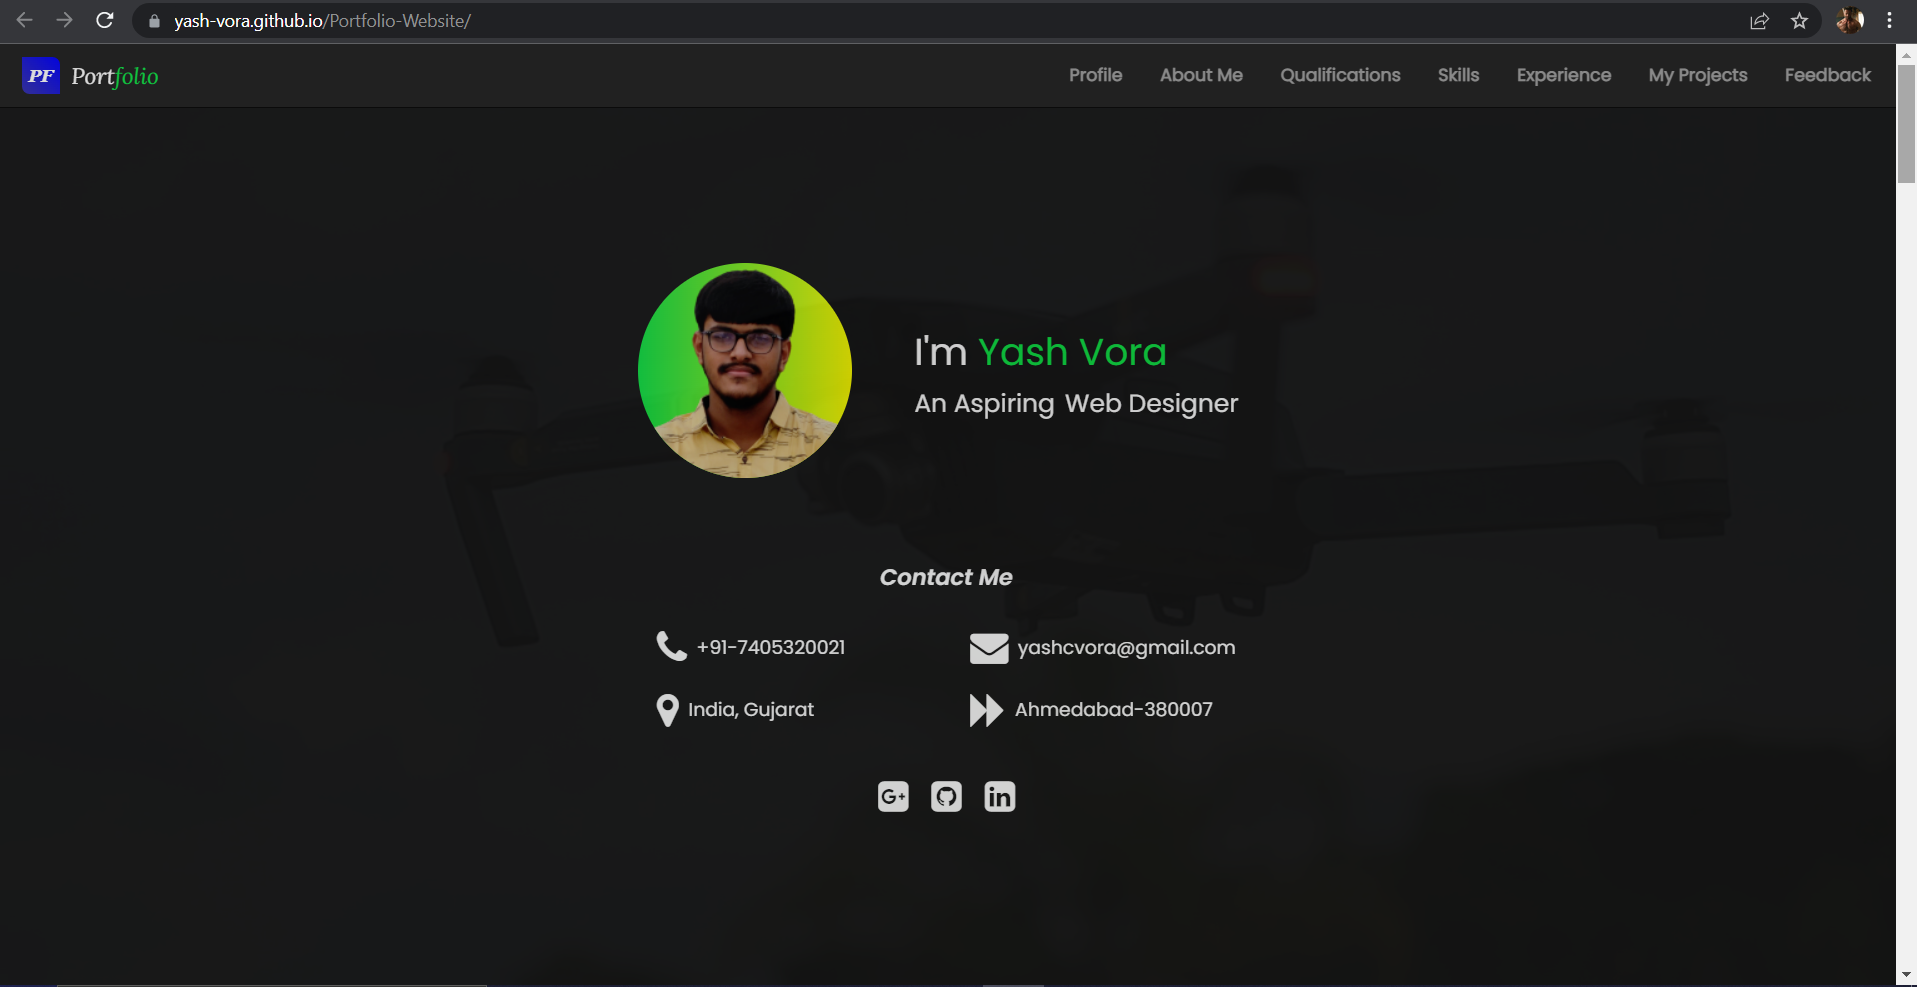 yash-vora.github.io/Portfolio-Website/
PF Portfolio Profile About Me Qualifications Skills Experience My Projects Feedback
I'm Yash Vora
An Aspiring Web Designer
Contact Me
+91-7405320021 yashcvora@gmail.com
India, Gujarat Ahmedabad-380007
G+ in